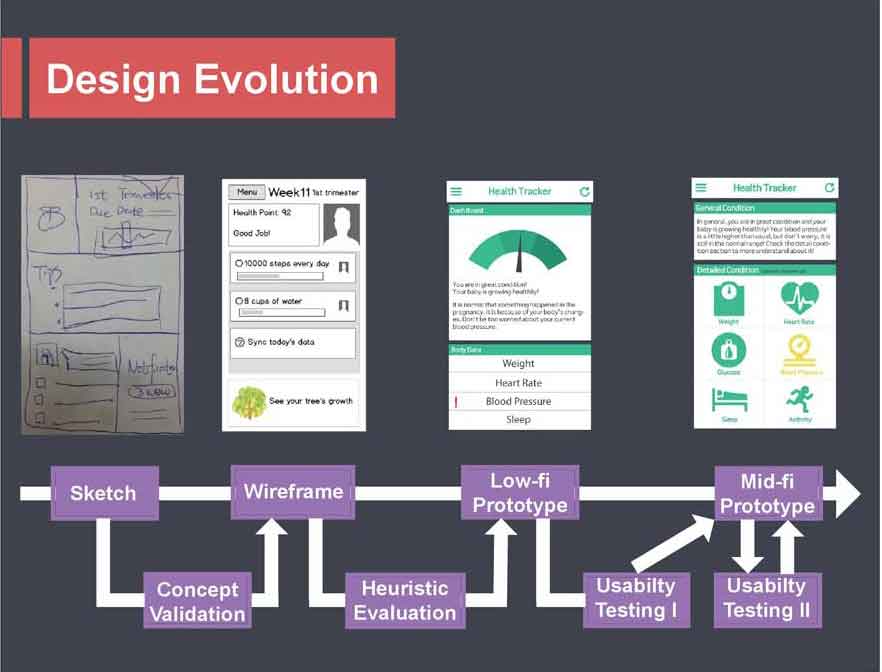 Design Evolution
1st Trimester
Due Date
Tips
Menu Week11 1st trimester
Health Point: 92
Good Job!
10000 steps every day
8 cups of water
Sync today's data
See your tree's growth
Health Tracker
DashBoard
You are in great condition!
Your baby is growing healthily!
It is normal that something happened in the
pregnancy. It is because of your body's chang-
es. Don't be too worried about your current
blood pressure.
Body Data
Weight
Heart Rate
Blood Pressure
Sleep
Health Tracker
General Condition
In general, you are in great condition and your
baby is growing healthily! Your blood pressure
is a little higher than usual, but don't worry, it is
still in the normal range! Check the detail condi-
tion section to more understand about it!
Detailed Condition
Weight
Heart Rate
Glucose
Blood Pressure
Sleep
Activity
Sketch
Wireframe
Low-fi
Prototype
Mid-fi
Prototype
Concept
Validation
Heuristic
Evaluation
Usabilty
Testing I
Usabilty
Testing II